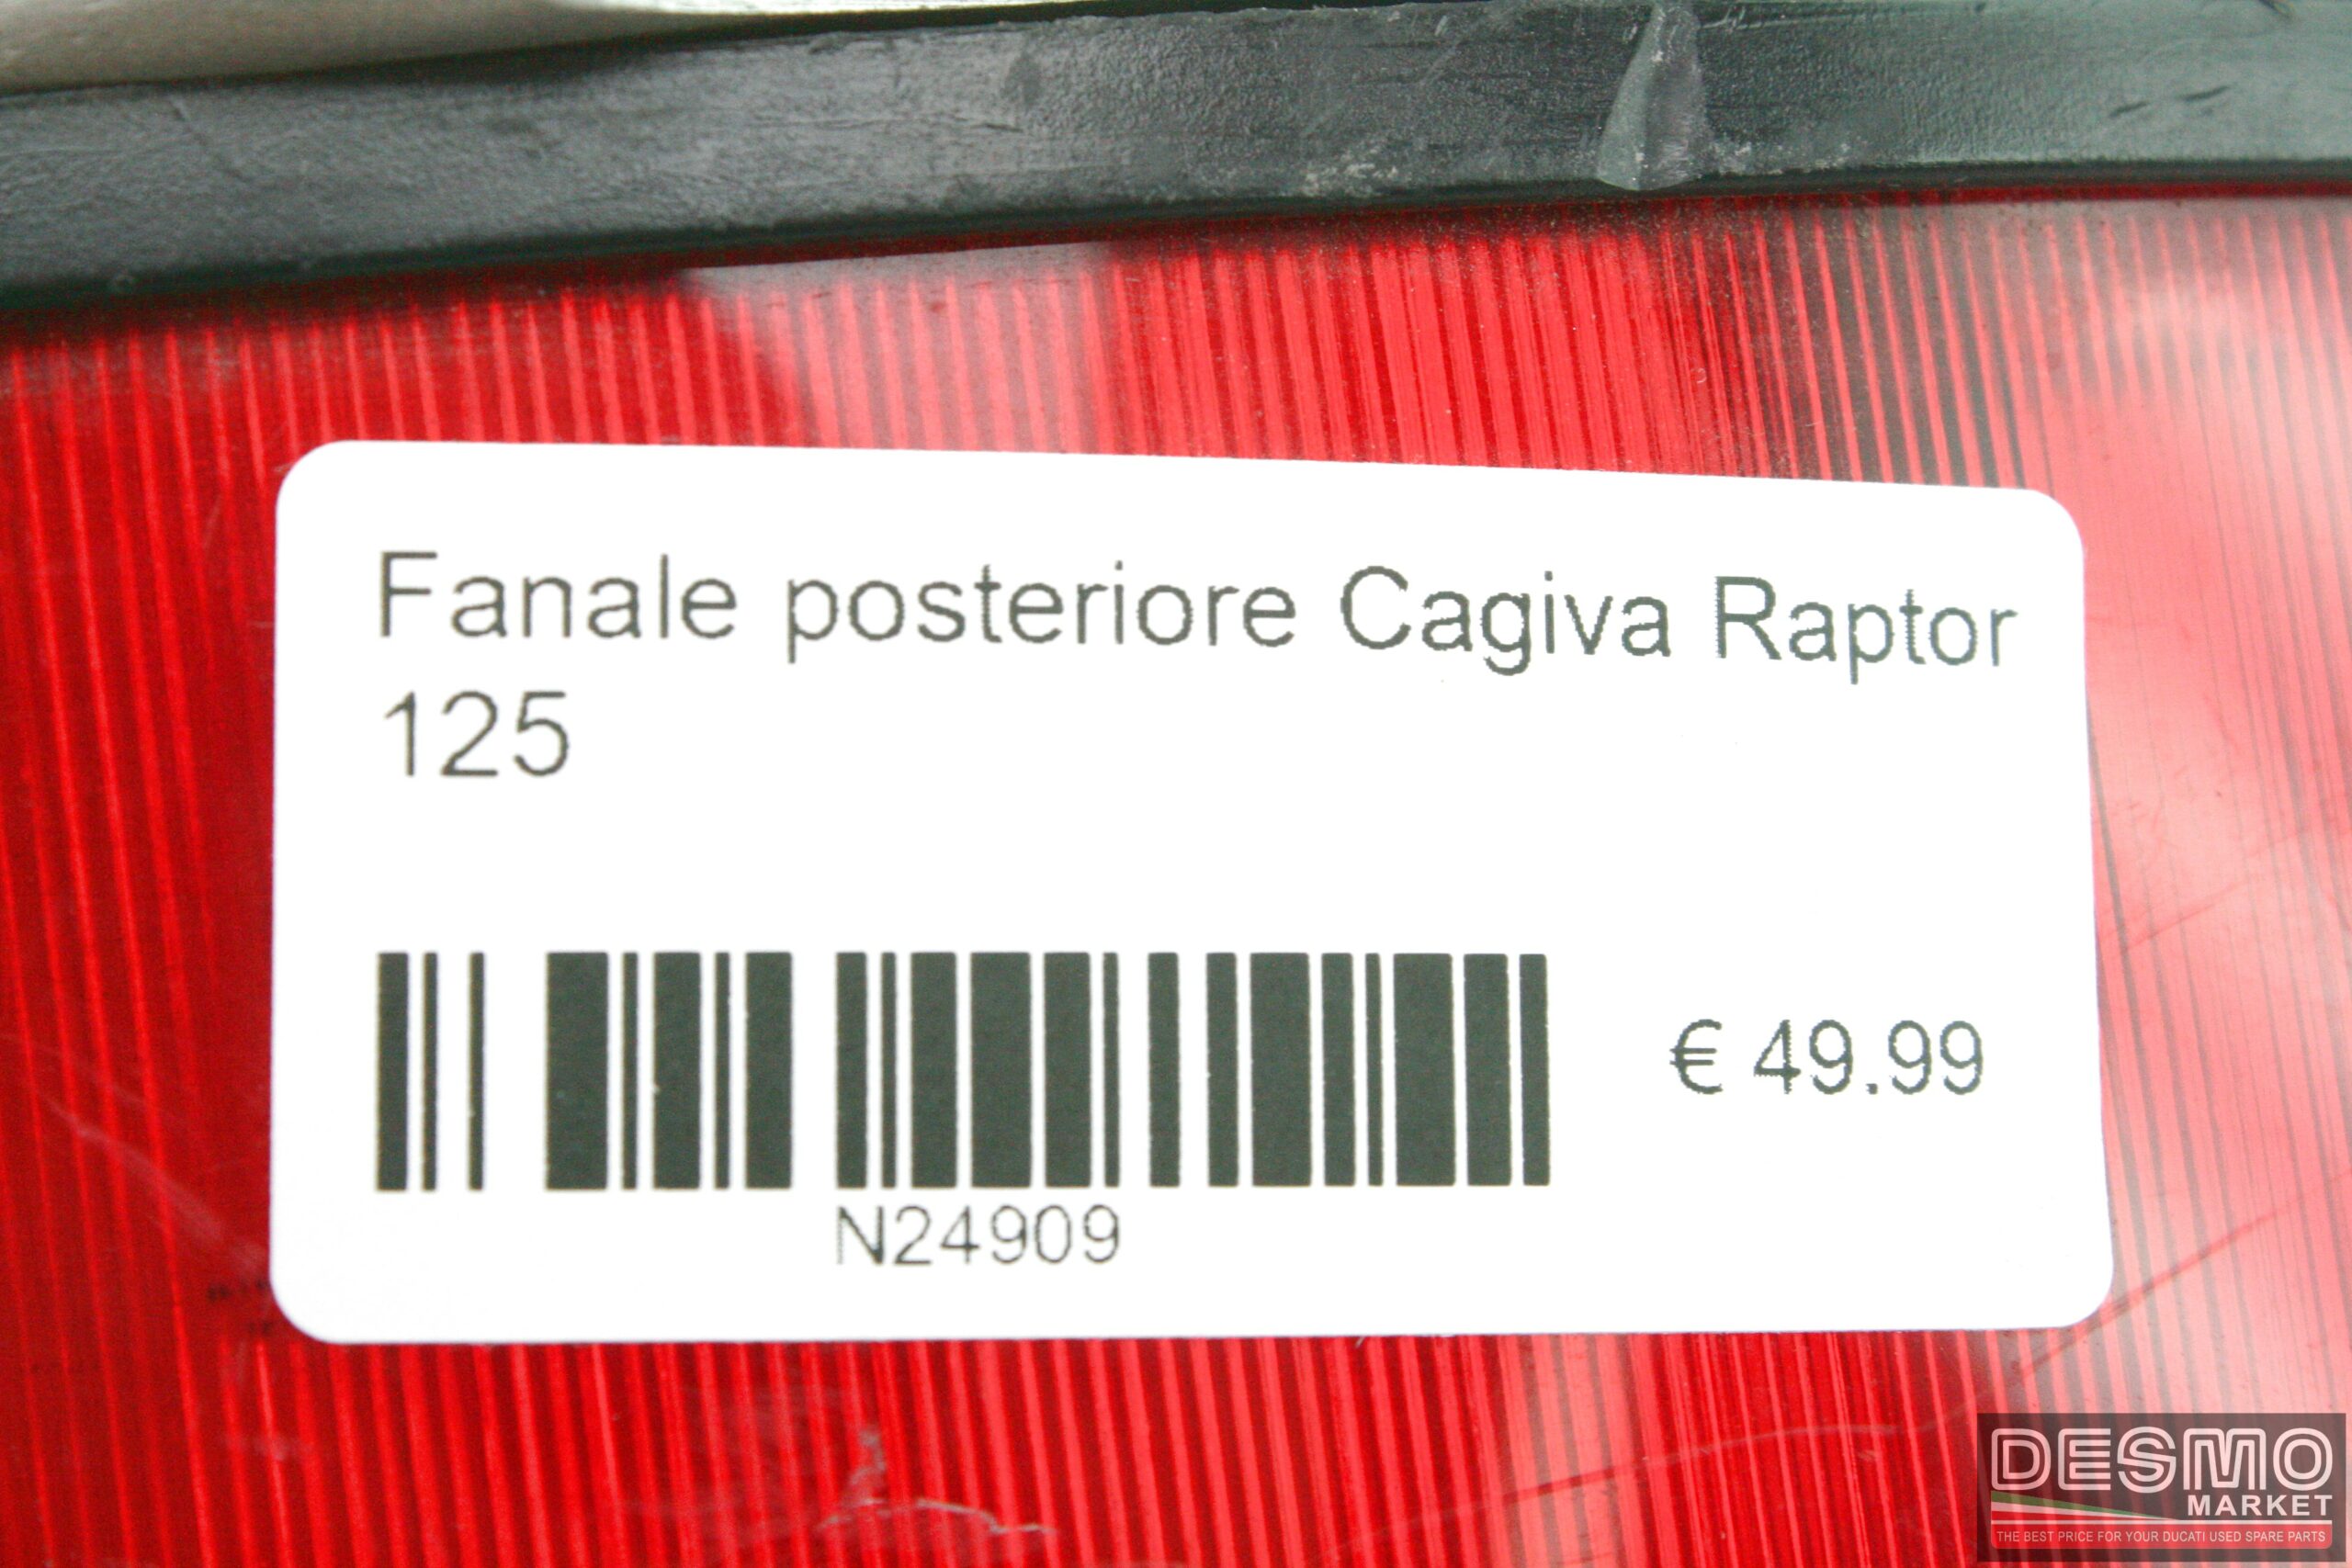 Fanale posteriore Cagiva Raptor
125
€ 49.99
N24909
DESMO
MARKET
THE BEST PRICE FOR YOUR DUCATI USED SPARE PARTS